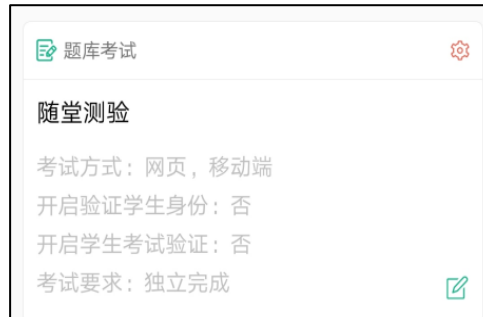 题库考试
随堂测验
考试方式：网页，移动端
开启验证学生身份：否
开启学生考试验证：否
考试要求：独立完成